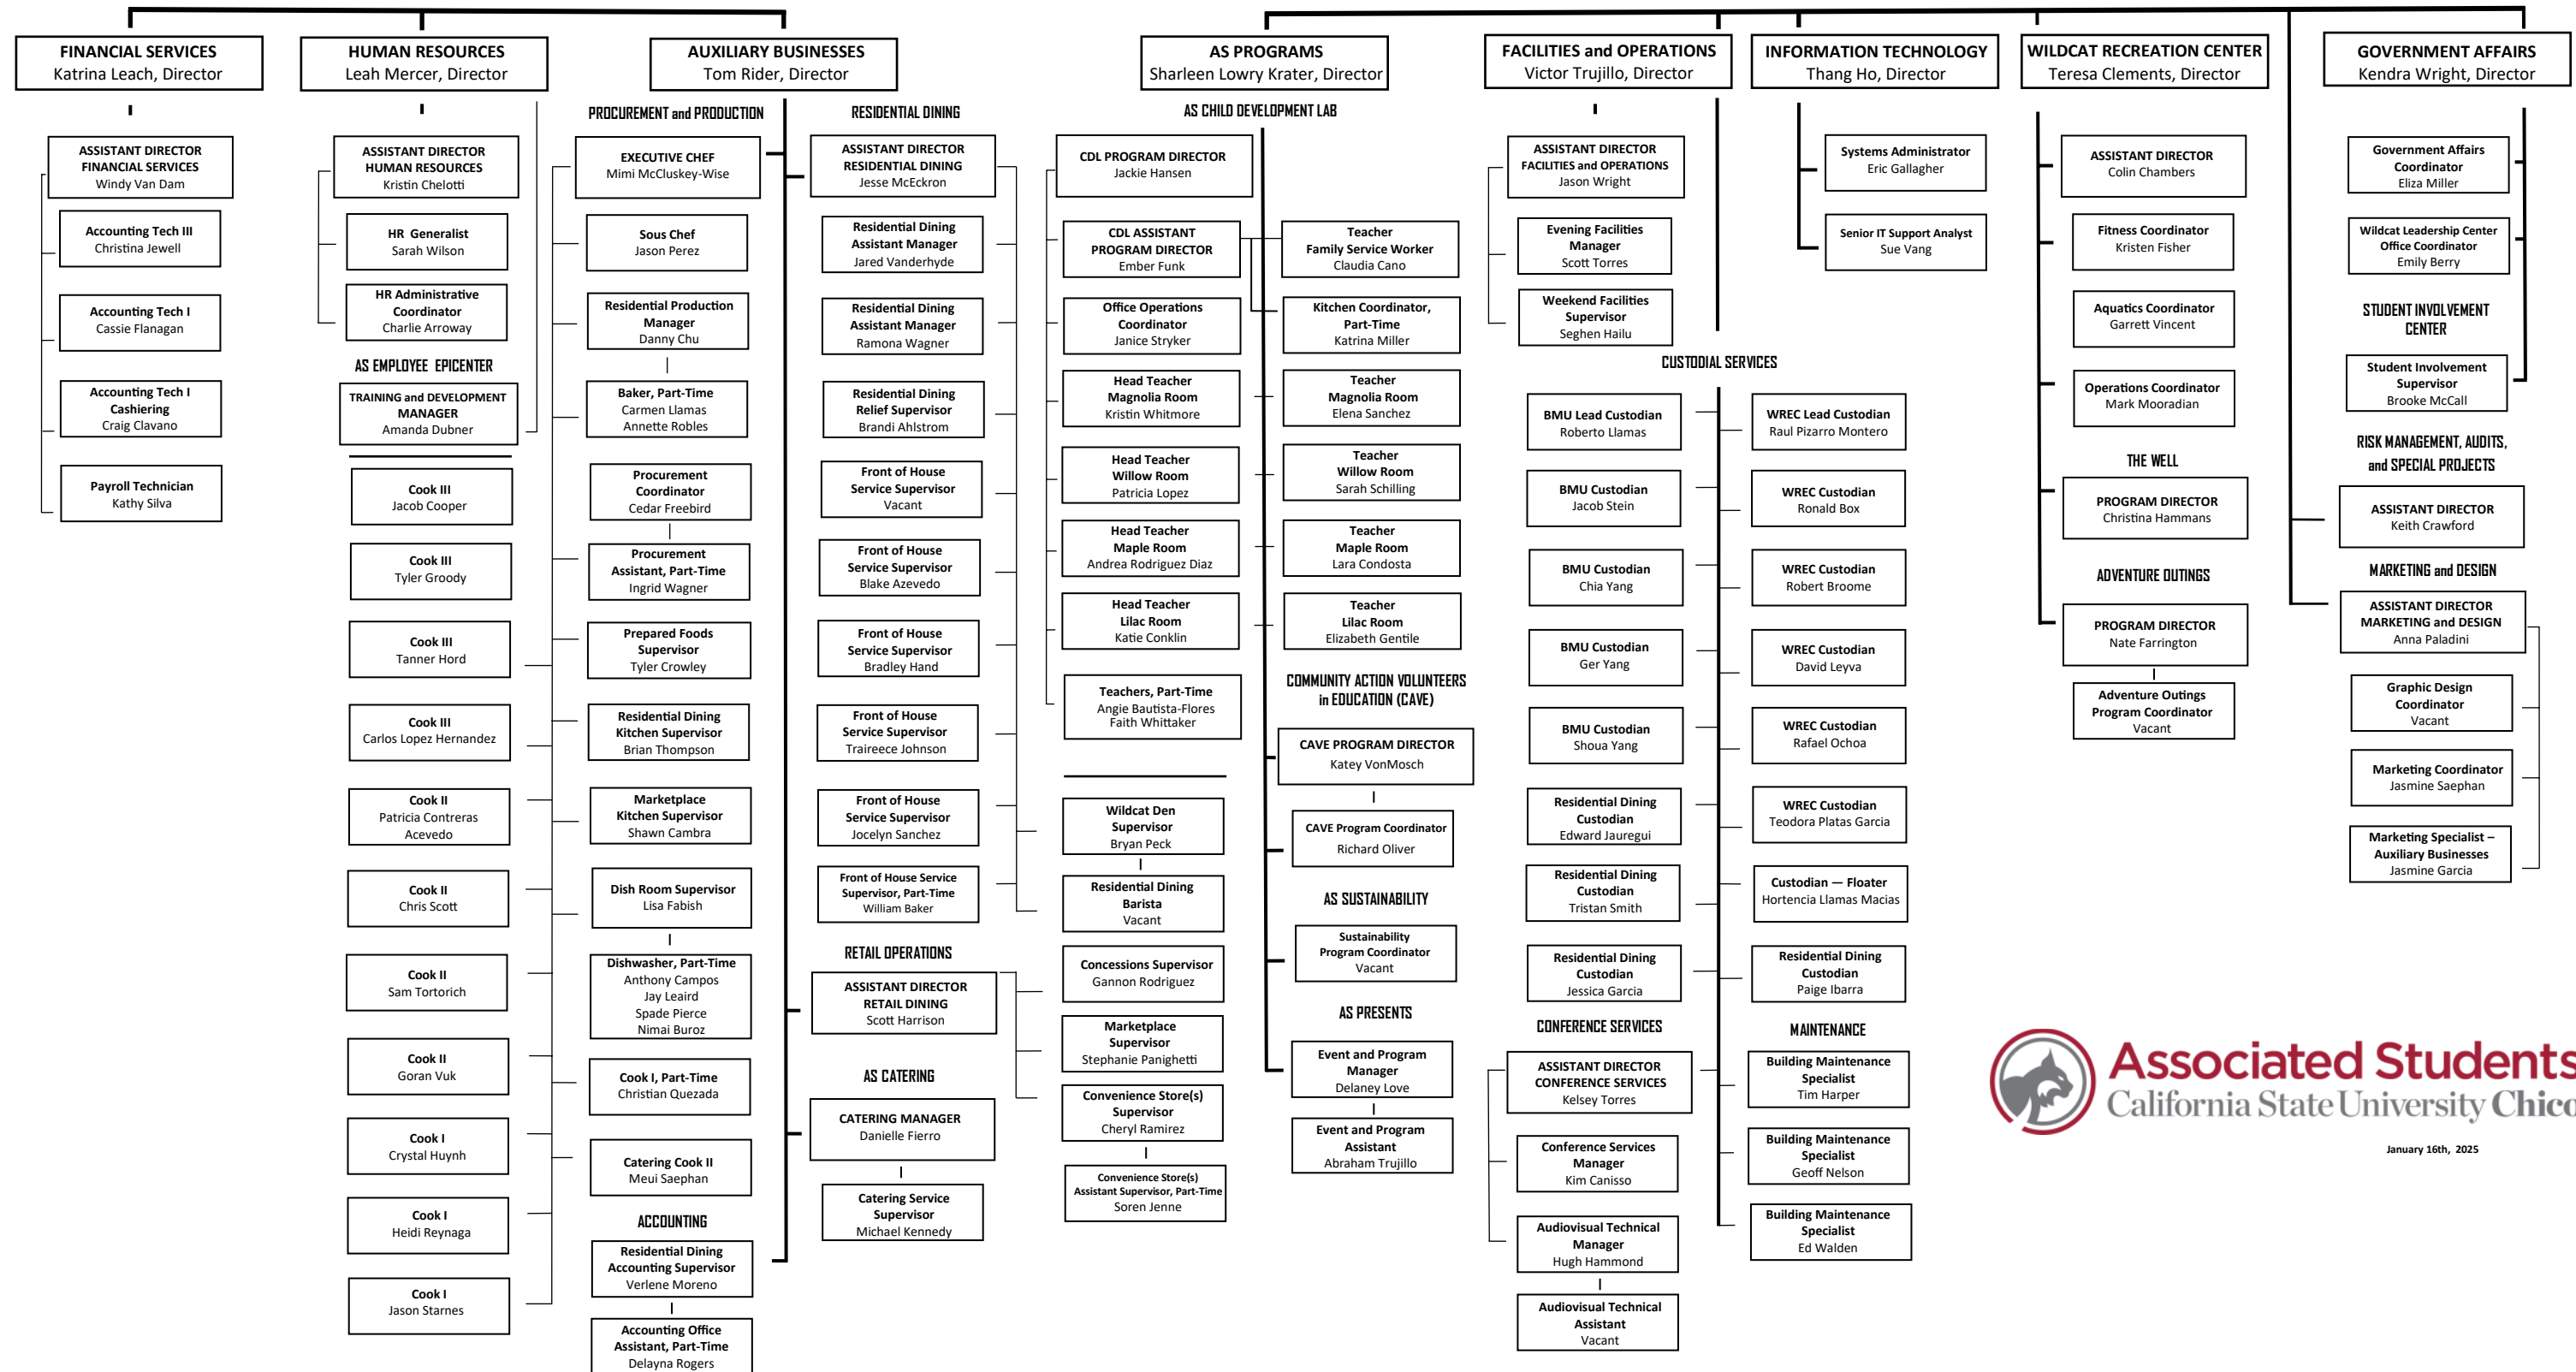 FINANCIAL SERVICES
Katrina Leach, Director
ASSISTANT DIRECTOR
FINANCIAL SERVICES
Windy Van Dam
Accounting Tech III
Christina Jewell
Accounting Tech I
Cassie Flanagan
Accounting Tech I
Cashiering
Craig Clavano
Payroll Technician
Kathy Silva
HUMAN RESOURCES
Leah Mercer, Director
ASSISTANT DIRECTOR
HUMAN RESOURCES
Kristin Chelotti
HR Generalist
Sarah Wilson
HR Administrative
Coordinator
Charlie Arroway
AS EMPLOYEE EPICENTER
TRAINING and DEVELOPMENT
MANAGER
Amanda Dubner
Cook III
Jacob Cooper
Cook III
Tyler Groody
Cook III
Tanner Hord
Cook III
Carlos Lopez Hernandez
Cook II
Patricia Contreras
Acevedo
Cook II
Chris Scott
Cook II
Sam Tortorich
Cook II
Goran Vuk
Cook I
Crystal Huynh
Cook I
Heidi Reynaga
Cook I
Jason Starnes
AUXILIARY BUSINESSES
Tom Rider, Director
PROCUREMENT and PRODUCTION
EXECUTIVE CHEF
Mimi McCluskey-Wise
Sous Chef
Jason Perez
Residential Production
Manager
Danny Chu
Baker, Part-Time
Carmen Llamas
Annette Robles
Procurement
Coordinator
Cedar Freebird
Procurement
Assistant, Part-Time
Ingrid Wagner
Prepared Foods
Supervisor
Tyler Crowley
Residential Dining
Kitchen Supervisor
Brian Thompson
Marketplace
Kitchen Supervisor
Shawn Cambra
Dish Room Supervisor
Lisa Fabish
Dishwasher, Part-Time
Anthony Campos
Jay Leaird
Spade Pierce
Nimai Buroz
Cook I, Part-Time
Christian Quezada
Catering Cook II
Meui Saephan
ACCOUNTING
Residential Dining
Accounting Supervisor
Verlene Moreno
Accounting Office
Assistant, Part-Time
Delayna Rogers
RESIDENTIAL DINING
ASSISTANT DIRECTOR
RESIDENTIAL DINING
Jesse McEckron
Residential Dining
Assistant Manager
Jared Vanderhyde
Residential Dining
Assistant Manager
Ramona Wagner
Residential Dining
Relief Supervisor
Brandi Ahlstrom
Front of House
Service Supervisor
Vacant
Front of House
Service Supervisor
Blake Azevedo
Front of House
Service Supervisor
Bradley Hand
Front of House
Service Supervisor
Traireece Johnson
Front of House
Service Supervisor
Jocelyn Sanchez
Front of House Service
Supervisor, Part-Time
William Baker
RETAIL OPERATIONS
ASSISTANT DIRECTOR
RETAIL DINING
Scott Harrison
AS CATERING
CATERING MANAGER
Danielle Fierro
Catering Service
Supervisor
Michael Kennedy
AS PROGRAMS
Sharleen Lowry Krater, Director
AS CHILD DEVELOPMENT LAB
CDL PROGRAM DIRECTOR
Jackie Hansen
CDL ASSISTANT
PROGRAM DIRECTOR
Ember Funk
Office Operations
Coordinator
Janice Stryker
Head Teacher
Magnolia Room
Kristin Whitmore
Head Teacher
Willow Room
Patricia Lopez
Head Teacher
Maple Room
Andrea Rodriguez Diaz
Head Teacher
Lilac Room
Katie Conklin
Teachers, Part-Time
Angie Bautista-Flores
Faith Whittaker
Wildcat Den
Supervisor
Bryan Peck
Residential Dining
Barista
Vacant
Concessions Supervisor
Gannon Rodriguez
Marketplace
Supervisor
Stephanie Panighetti
Convenience Store(s)
Supervisor
Cheryl Ramirez
Convenience Store(s)
Assistant Supervisor, Part-Time
Soren Jenne
Teacher
Family Service Worker
Claudia Cano
Kitchen Coordinator,
Part-Time
Katrina Miller
Teacher
Magnolia Room
Elena Sanchez
Teacher
Willow Room
Sarah Schilling
Teacher
Maple Room
Lara Condosta
Teacher
Lilac Room
Elizabeth Gentile
COMMUNITY ACTION VOLUNTEERS
in EDUCATION (CAVE)
CAVE PROGRAM DIRECTOR
Katey VonMosch
CAVE Program Coordinator
Richard Oliver
AS SUSTAINABILITY
Sustainability
Program Coordinator
Vacant
AS PRESENTS
Event and Program
Manager
Delaney Love
Event and Program
Assistant
Abraham Trujillo
FACILITIES and OPERATIONS
Victor Trujillo, Director
ASSISTANT DIRECTOR
FACILITIES and OPERATIONS
Jason Wright
Evening Facilities
Manager
Scott Torres
Weekend Facilities
Supervisor
Seghen Hailu
CUSTODIAL SERVICES
BMU Lead Custodian
Roberto Llamas
BMU Custodian
Jacob Stein
BMU Custodian
Chia Yang
BMU Custodian
Ger Yang
BMU Custodian
Shoua Yang
Residential Dining
Custodian
Edward Jauregui
Residential Dining
Custodian
Tristan Smith
Residential Dining
Custodian
Jessica Garcia
CONFERENCE SERVICES
ASSISTANT DIRECTOR
CONFERENCE SERVICES
Kelsey Torres
Conference Services
Manager
Kim Canisso
Audiovisual Technical
Manager
Hugh Hammond
Audiovisual Technical
Assistant
Vacant
WREC Lead Custodian
Raul Pizarro Montero
WREC Custodian
Ronald Box
WREC Custodian
Robert Broome
WREC Custodian
David Leyva
WREC Custodian
Rafael Ochoa
WREC Custodian
Teodora Platas Garcia
Custodian — Floater
Hortencia Llamas Macias
Residential Dining
Custodian
Paige Ibarra
MAINTENANCE
Building Maintenance
Specialist
Tim Harper
Building Maintenance
Specialist
Geoff Nelson
Building Maintenance
Specialist
Ed Walden
INFORMATION TECHNOLOGY
Thang Ho, Director
Systems Administrator
Eric Gallagher
Senior IT Support Analyst
Sue Vang
WILDCAT RECREATION CENTER
Teresa Clements, Director
ASSISTANT DIRECTOR
Colin Chambers
Fitness Coordinator
Kristen Fisher
Aquatics Coordinator
Garrett Vincent
Operations Coordinator
Mark Mooradian
THE WELL
PROGRAM DIRECTOR
Christina Hammans
ADVENTURE OUTINGS
PROGRAM DIRECTOR
Nate Farrington
Adventure Outings
Program Coordinator
Vacant
GOVERNMENT AFFAIRS
Kendra Wright, Director
Government Affairs
Coordinator
Eliza Miller
Wildcat Leadership Center
Office Coordinator
Emily Berry
STUDENT INVOLVEMENT
CENTER
Student Involvement
Supervisor
Brooke McCall
RISK MANAGEMENT, AUDITS,
and SPECIAL PROJECTS
ASSISTANT DIRECTOR
Keith Crawford
MARKETING and DESIGN
ASSISTANT DIRECTOR
MARKETING and DESIGN
Anna Paladini
Graphic Design
Coordinator
Vacant
Marketing Coordinator
Jasmine Saephan
Marketing Specialist –
Auxiliary Businesses
Jasmine Garcia
Associated Students
California State University Chico
January 16th, 2025